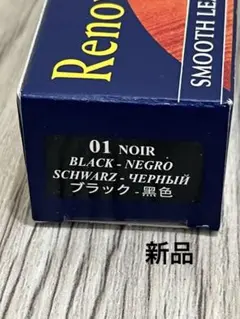 Reno
SMOOTH LE
01 NOIR
BLACK - NEGRO
SCHWARZ - ЧЕРНЫЙ
ブラック - 黒色
新品